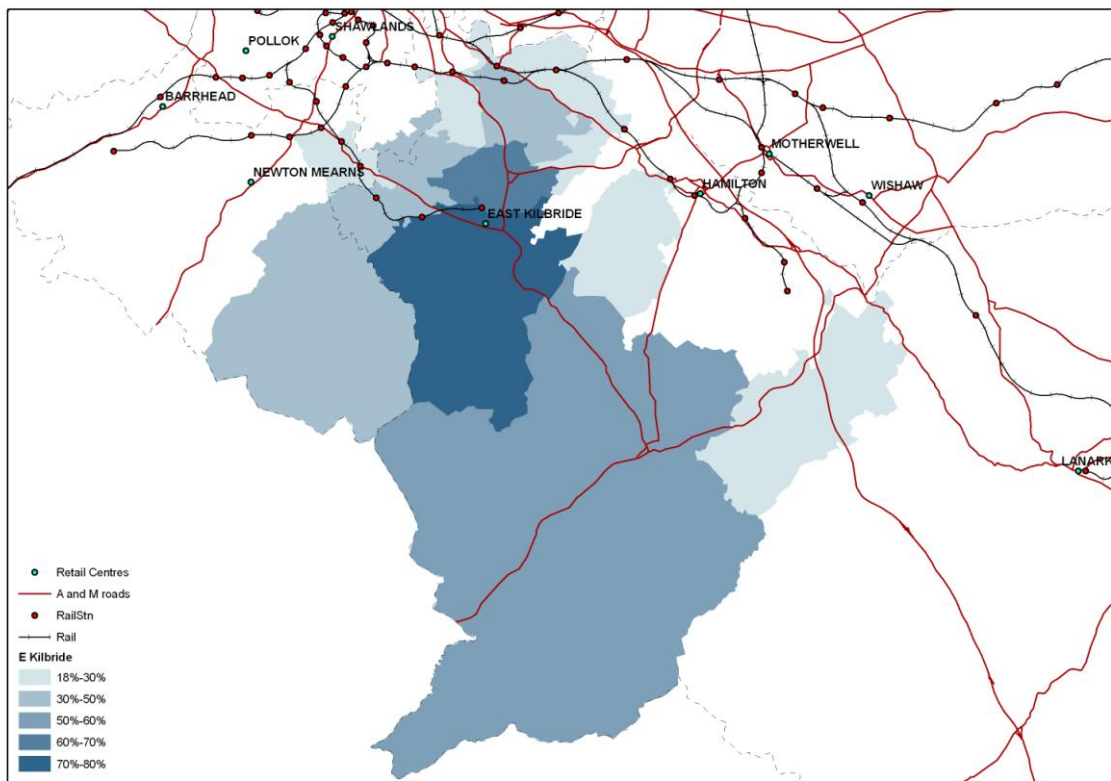 SHAWLANDS
POLLOK
BARRHEAD
MOTHERWELL
NEWTON MEARNS
HAMILTON
WISHAW
EAST KILBRIDE
LANARK
Retail Centres
A and M roads
RailStn
Rail
E Kilbride
18%-30%
30%-50%
50%-60%
60%-70%
70%-80%